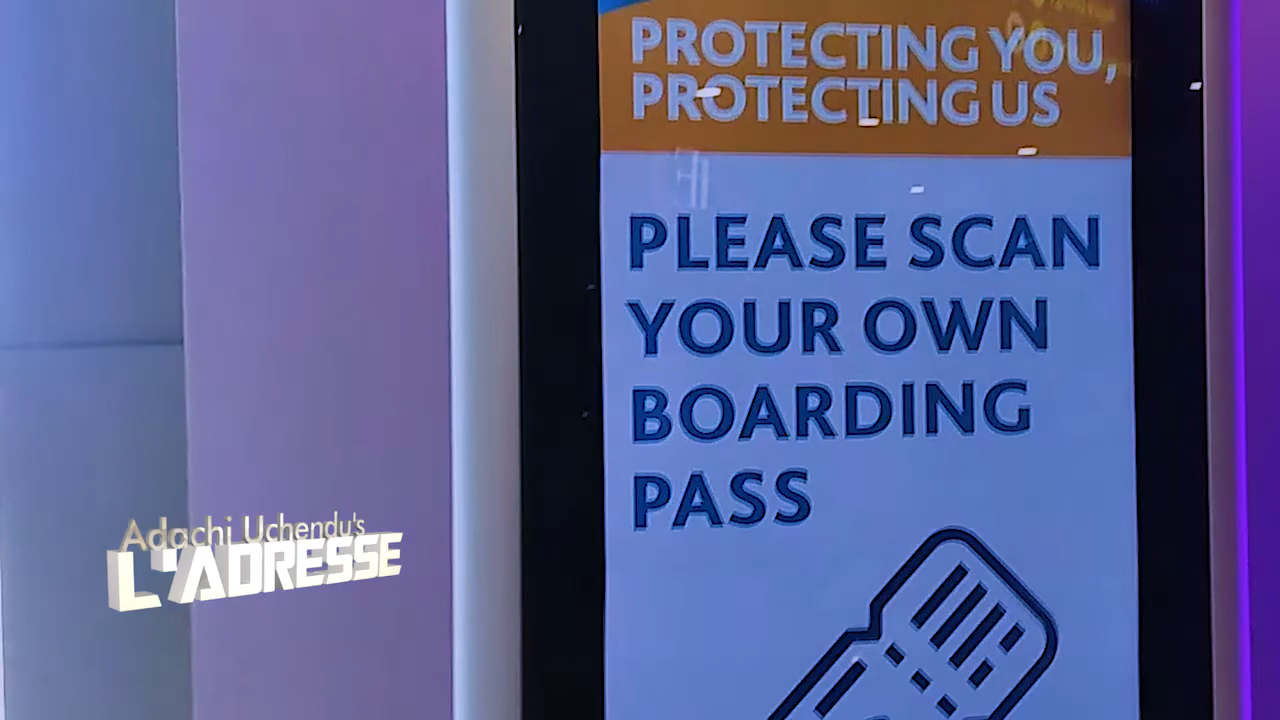 PROTECTING YOU,
PROTECTING US
PLEASE SCAN
YOUR OWN
BOARDING
PASS
Adachi Uchendu's
L'ADRESSE